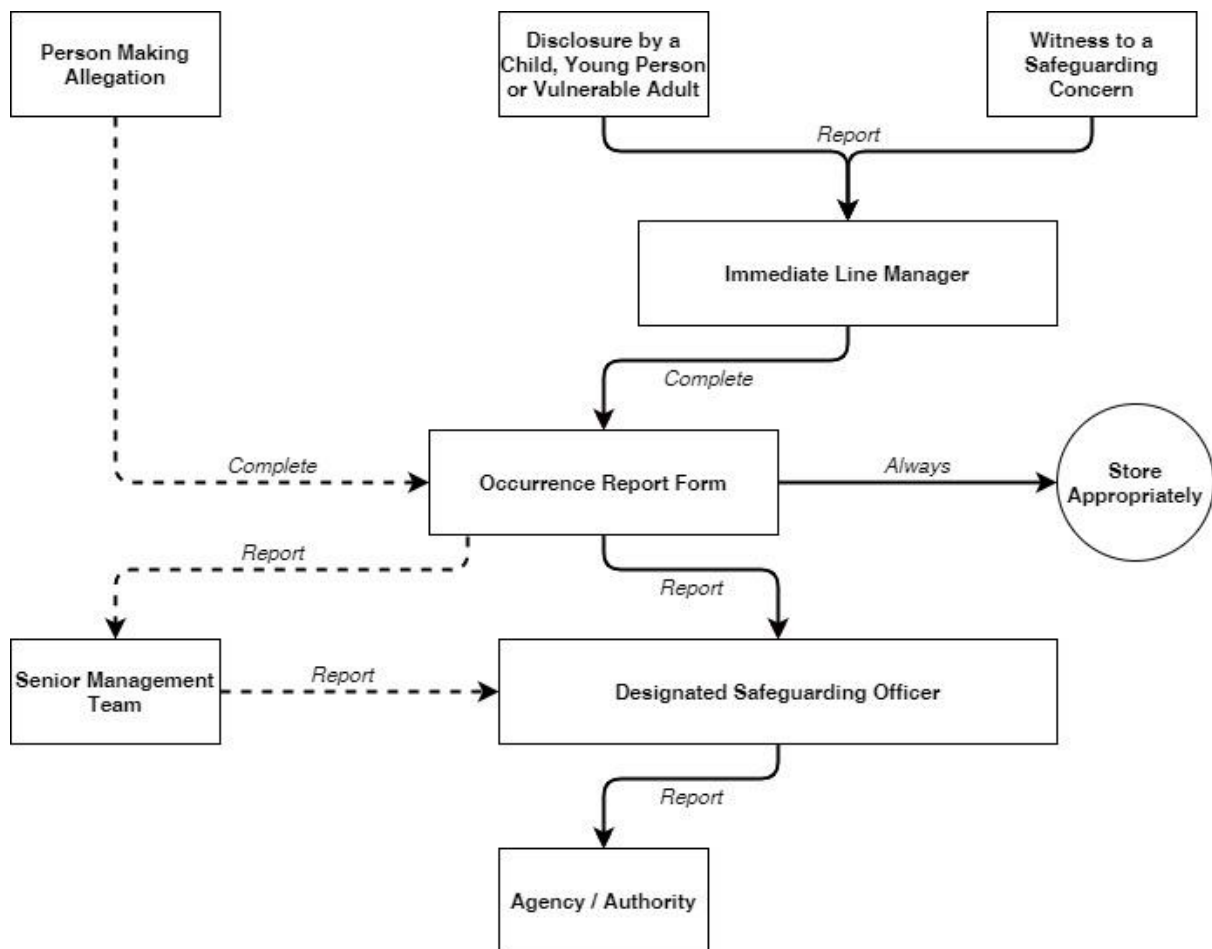 Person Making
Allegation
Disclosure by a
Child, Young Person
or Vulnerable Adult
Witness to a
Safeguarding
Concern
Report
Immediate Line Manager
Complete
Complete
Occurrence Report Form
Always
Store
Appropriately
Report
Report
Senior Management
Team
Report
Designated Safeguarding Officer
Report
Agency / Authority